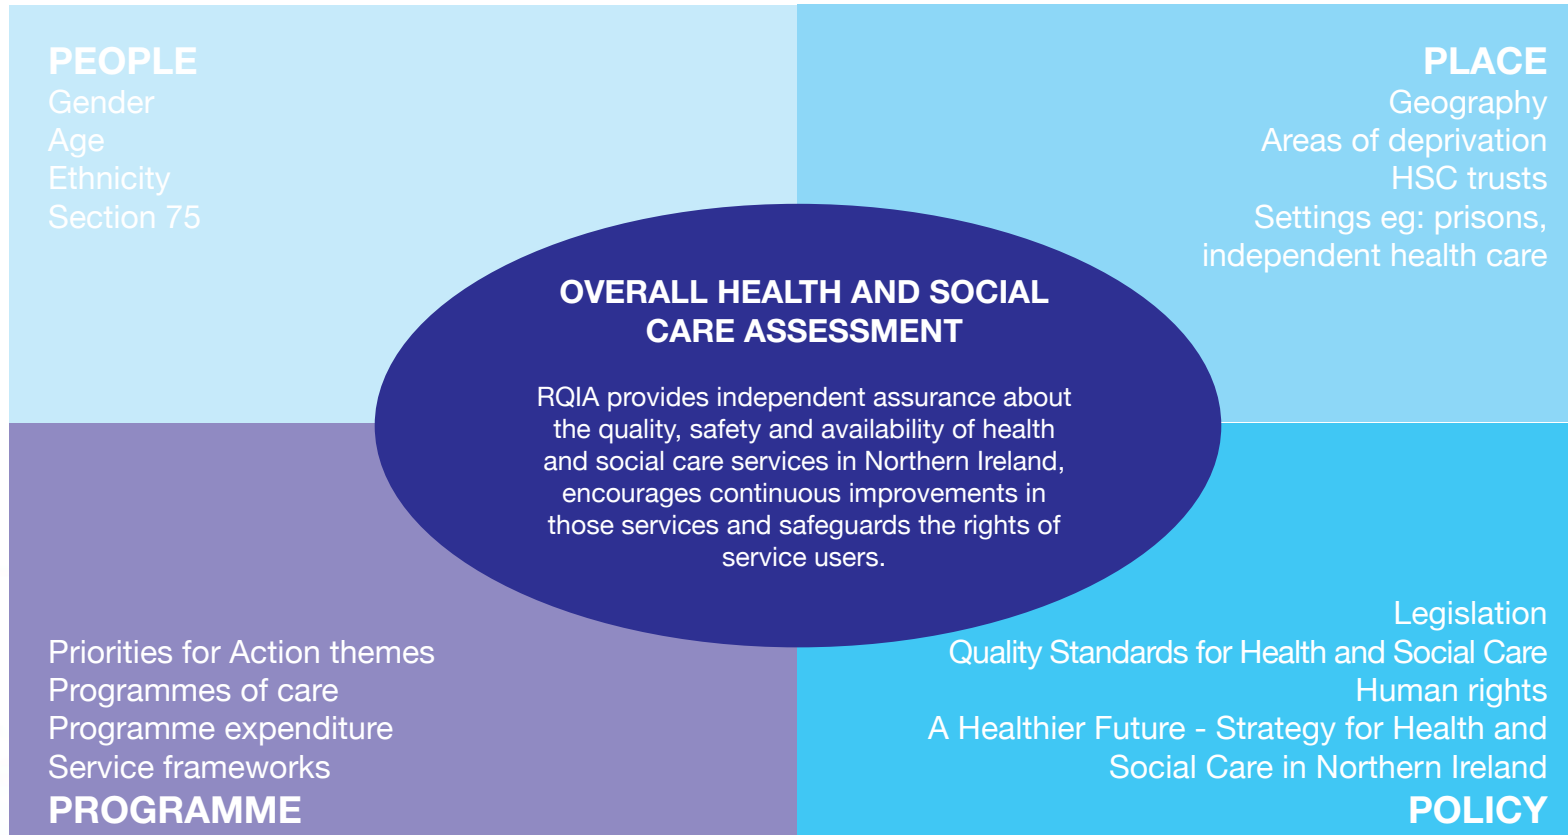 PEOPLE
Gender
Age
Ethnicity
Section 75
PLACE
Geography
Areas of deprivation
HSC trusts
Settings eg: prisons,
independent health care
OVERALL HEALTH AND SOCIAL
CARE ASSESSMENT
RQIA provides independent assurance about
the quality, safety and availability of health
and social care services in Northern Ireland,
encourages continuous improvements in
those services and safeguards the rights of
service users.
Priorities for Action themes
Programmes of care
Programme expenditure
Service frameworks
PROGRAMME
Legislation
Quality Standards for Health and Social Care
Human rights
A Healthier Future - Strategy for Health and
Social Care in Northern Ireland
POLICY